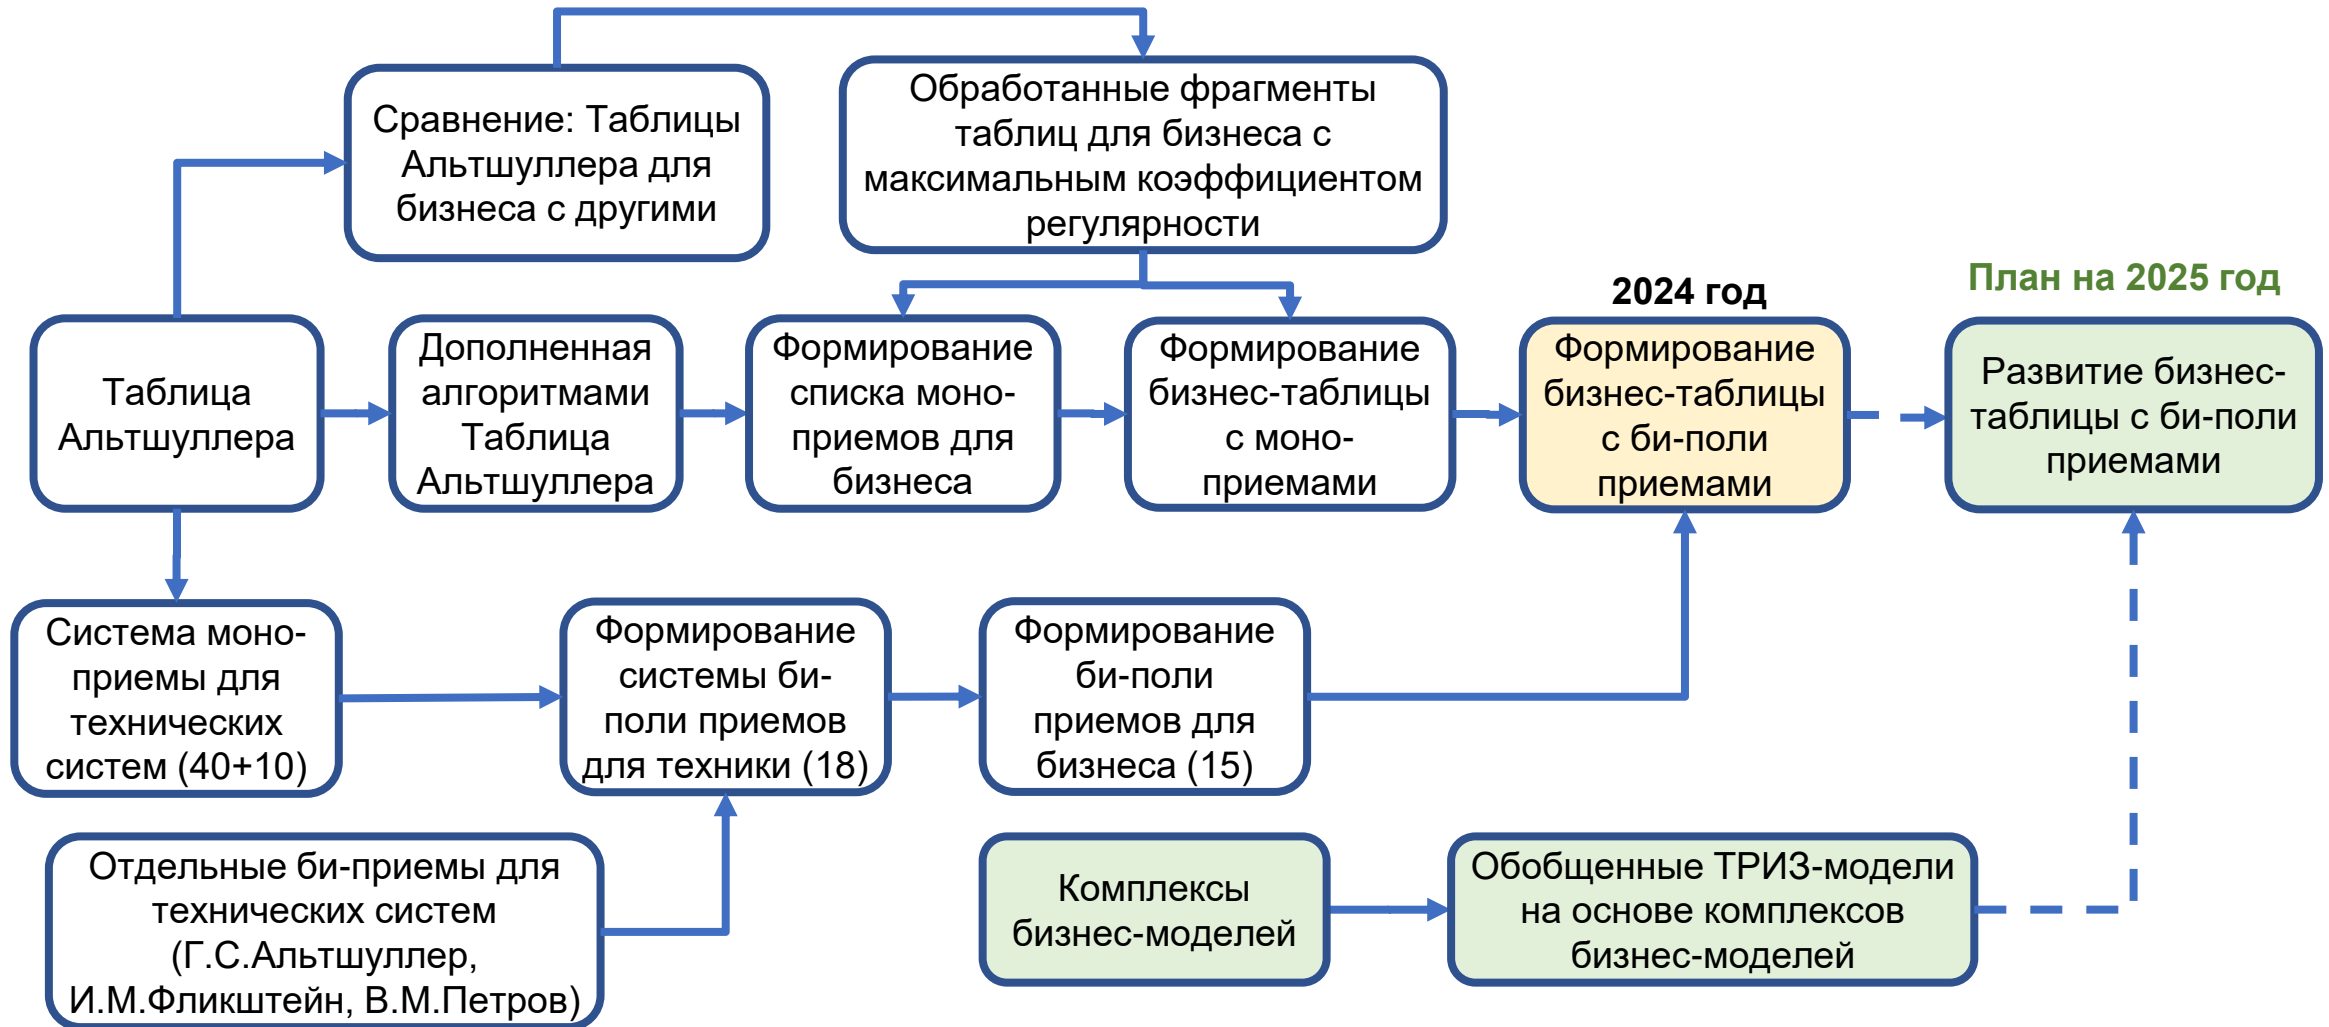 Сравнение: Таблицы
Альтшуллера для
бизнеса с другими
Обработанные фрагменты
таблиц для бизнеса с
максимальным коэффициентом
регулярности
Таблица
Альтшуллера
Дополненная
алгоритмами
Таблица
Альтшуллера
Формирование
списка моно-
приемов для
бизнеса
Формирование
бизнес-таблицы
с моно-
приемами
2024 год
Формирование
бизнес-таблицы
с би-поли
приемами
План на 2025 год
Развитие бизнес-
таблицы с би-поли
приемами
Система моно-
приемы для
технических
систем (40+10)
Формирование
системы би-
поли приемов
для техники (18)
Формирование
би-поли
приемов для
бизнеса (15)
Отдельные би-приемы для
технических систем
(Г.С.Альтшуллер,
И.М.Фликштейн, В.М.Петров)
Комплексы
бизнес-моделей
Обобщенные ТРИЗ-модели
на основе комплексов
бизнес-моделей